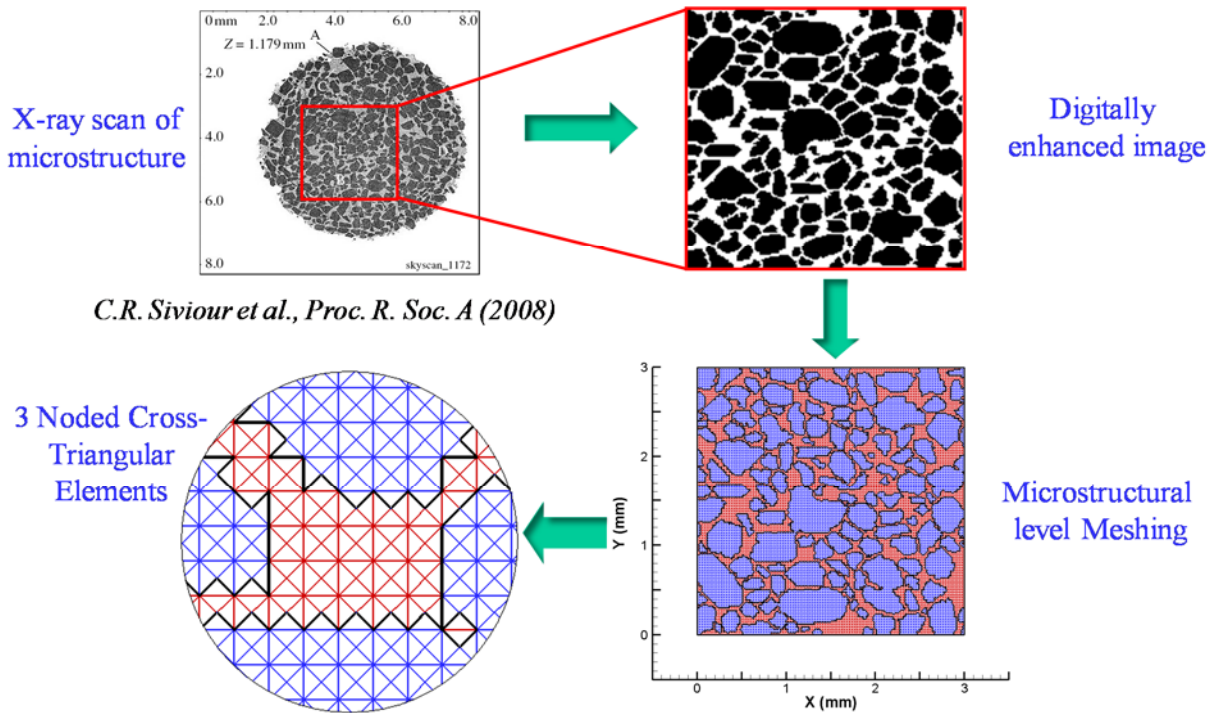 0 mm 2.0 4.0 6.0 8.0
Z = 1.179 mm
A
2.0
4.0
6.0
8.0
B
skyscan_1172
X-ray scan of
microstructure
Digitally
enhanced image
C.R. Siviour et al., Proc. R. Soc. A (2008)
3 Noded Cross-
Triangular
Elements
Microstructural
level Meshing
3
2
1
0
Y (mm)
0 1 2 3
X (mm)